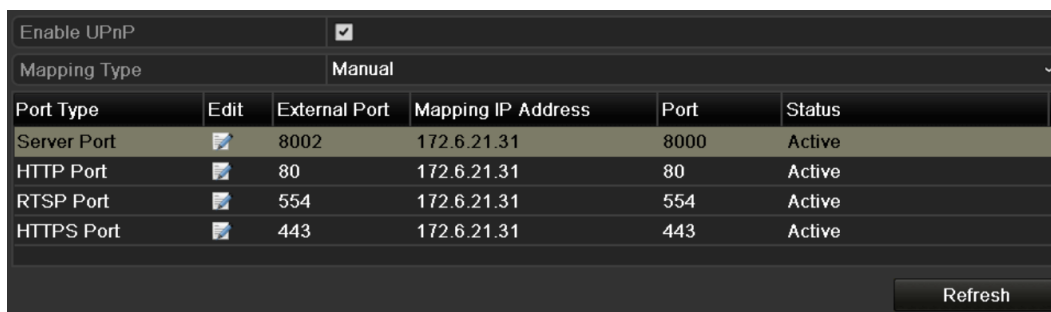 Enable UPnP
Mapping Type Manual
Port Type Edit External Port Mapping IP Address Port Status
Server Port 8002 172.6.21.31 8000 Active
HTTP Port 80 172.6.21.31 80 Active
RTSP Port 554 172.6.21.31 554 Active
HTTPS Port 443 172.6.21.31 443 Active
Refresh